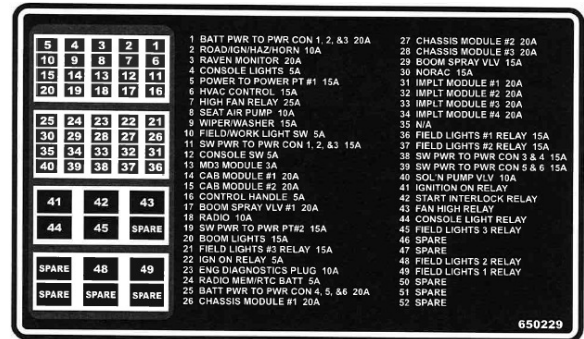 5 4 3 2 1
10 9 8 7 6
15 14 13 12 11
20 19 18 17 16
25 24 23 22 21
30 29 28 27 26
35 34 33 32 31
40 39 38 37 36
41 42 43
44 45 SPARE
SPARE 48 49
SPARE SPARE SPARE
1 BATT PWR TO PWR CON 1, 2, &3 20A
2 ROAD/IGN/HAZ/HORN 10A
3 RAVEN MONITOR 20A
4 CONSOLE LIGHTS 5A
5 POWER TO POWER PT #1 15A
6 HVAC CONTROL 15A
7 HIGH FAN RELAY 25A
8 SEAT AIR PUMP 10A
9 WIPER/WASHER 15A
10 FIELD/WORK LIGHT SW 5A
11 SW PWR TO PWR CON 1, 2, &3 15A
12 CONSOLE SW 5A
13 MD3 MODULE 3A
14 CAB MODULE #1 20A
15 CAB MODULE #2 20A
16 CONTROL HANDLE 5A
17 BOOM SPRAY VLV #1 20A
18 RADIO 10A
19 SW PWR TO PWR PT#2 15A
20 BOOM LIGHTS 15A
21 FIELD LIGHTS #3 RELAY 15A
22 IGN ON RELAY 5A
23 ENG DIAGNOSTICS PLUG 10A
24 RADIO MEM/RTC BATT 5A
25 BATT PWR TO PWR CON 4, 5, &6 20A
26 CHASSIS MODULE #1 20A
27 CHASSIS MODULE #2 20A
28 CHASSIS MODULE #3 20A
29 BOOM SPRAY VLV 15A
30 NORAC 15A
31 IMPLT MODULE #1 20A
32 IMPLT MODULE #2 20A
33 IMPLT MODULE #3 20A
34 IMPLT MODULE #4 20A
35 N/A
36 FIELD LIGHTS #1 RELAY 15A
37 FIELD LIGHTS #2 RELAY 15A
38 SW PWR TO PWR CON 3 & 4 15A
39 SW PWR TO PWR CON 5 & 6 15A
40 SOL'N PUMP VLV 10A
41 IGNITION ON RELAY
42 START INTERLOCK RELAY
43 FAN HIGH RELAY
44 CONSOLE LIGHT RELAY
45 FIELD LIGHTS 3 RELAY
46 SPARE
47 SPARE
48 FIELD LIGHTS 2 RELAY
49 FIELD LIGHTS 1 RELAY
50 SPARE
51 SPARE
52 SPARE
650229